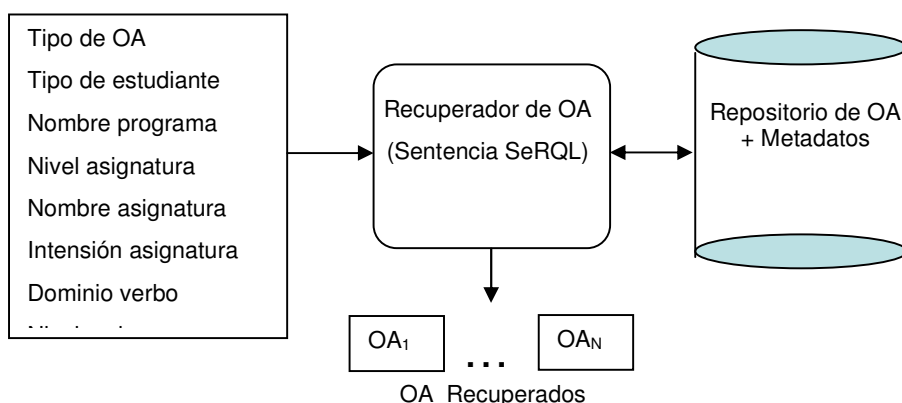 Tipo de OA
Tipo de estudiante
Nombre programa
Nivel asignatura
Nombre asignatura
Intensión asignatura
Dominio verbo
Recuperador de OA
(Sentencia SeRQL)
Repositorio de OA
+ Metadatos
OA1
...
OAN
OA Recuperados